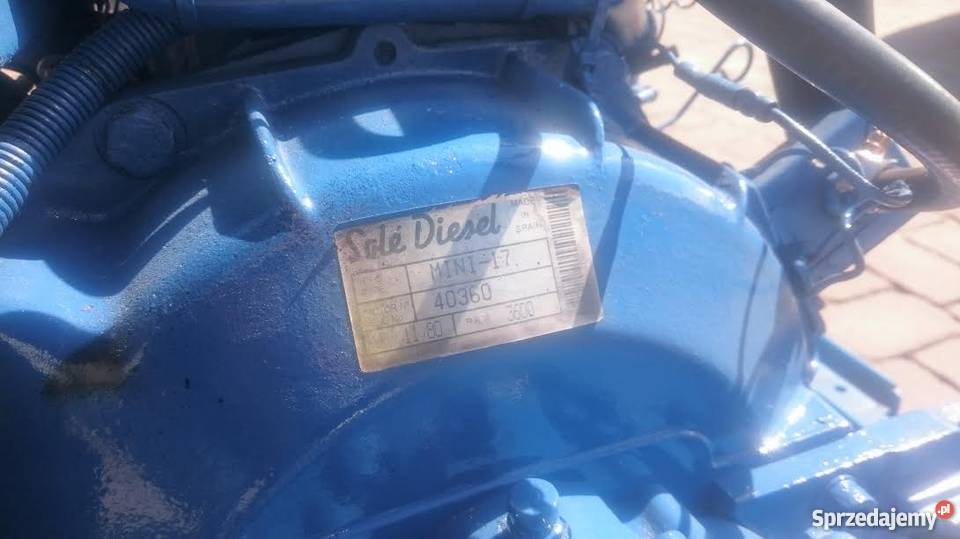 Solé Diesel
MADE
IN
SPAIN
MINI-17
40360
11.80 3600
Sprzedajemy.pl